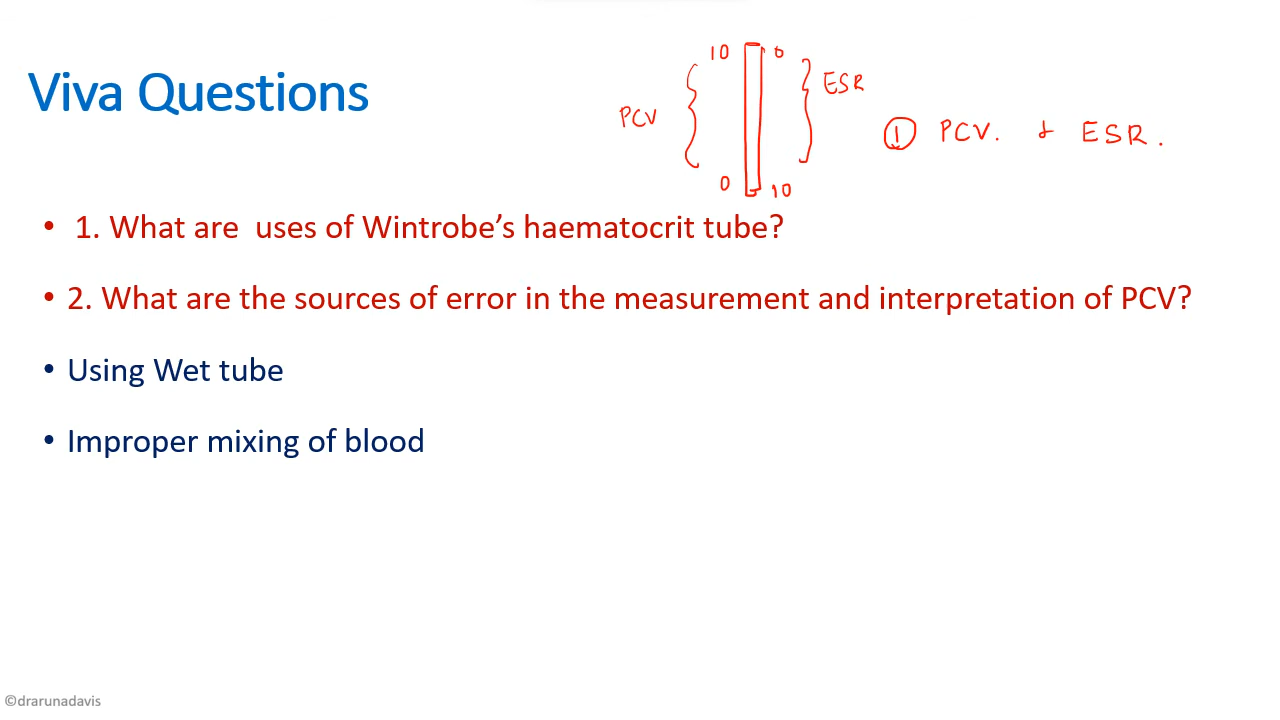 Viva Questions
10 0
PCV ESR
① PCV. & ESR.
0 10
• 1. What are uses of Wintrobe’s haematocrit tube?
• 2. What are the sources of error in the measurement and interpretation of PCV?
• Using Wet tube
• Improper mixing of blood
©drarunadavis